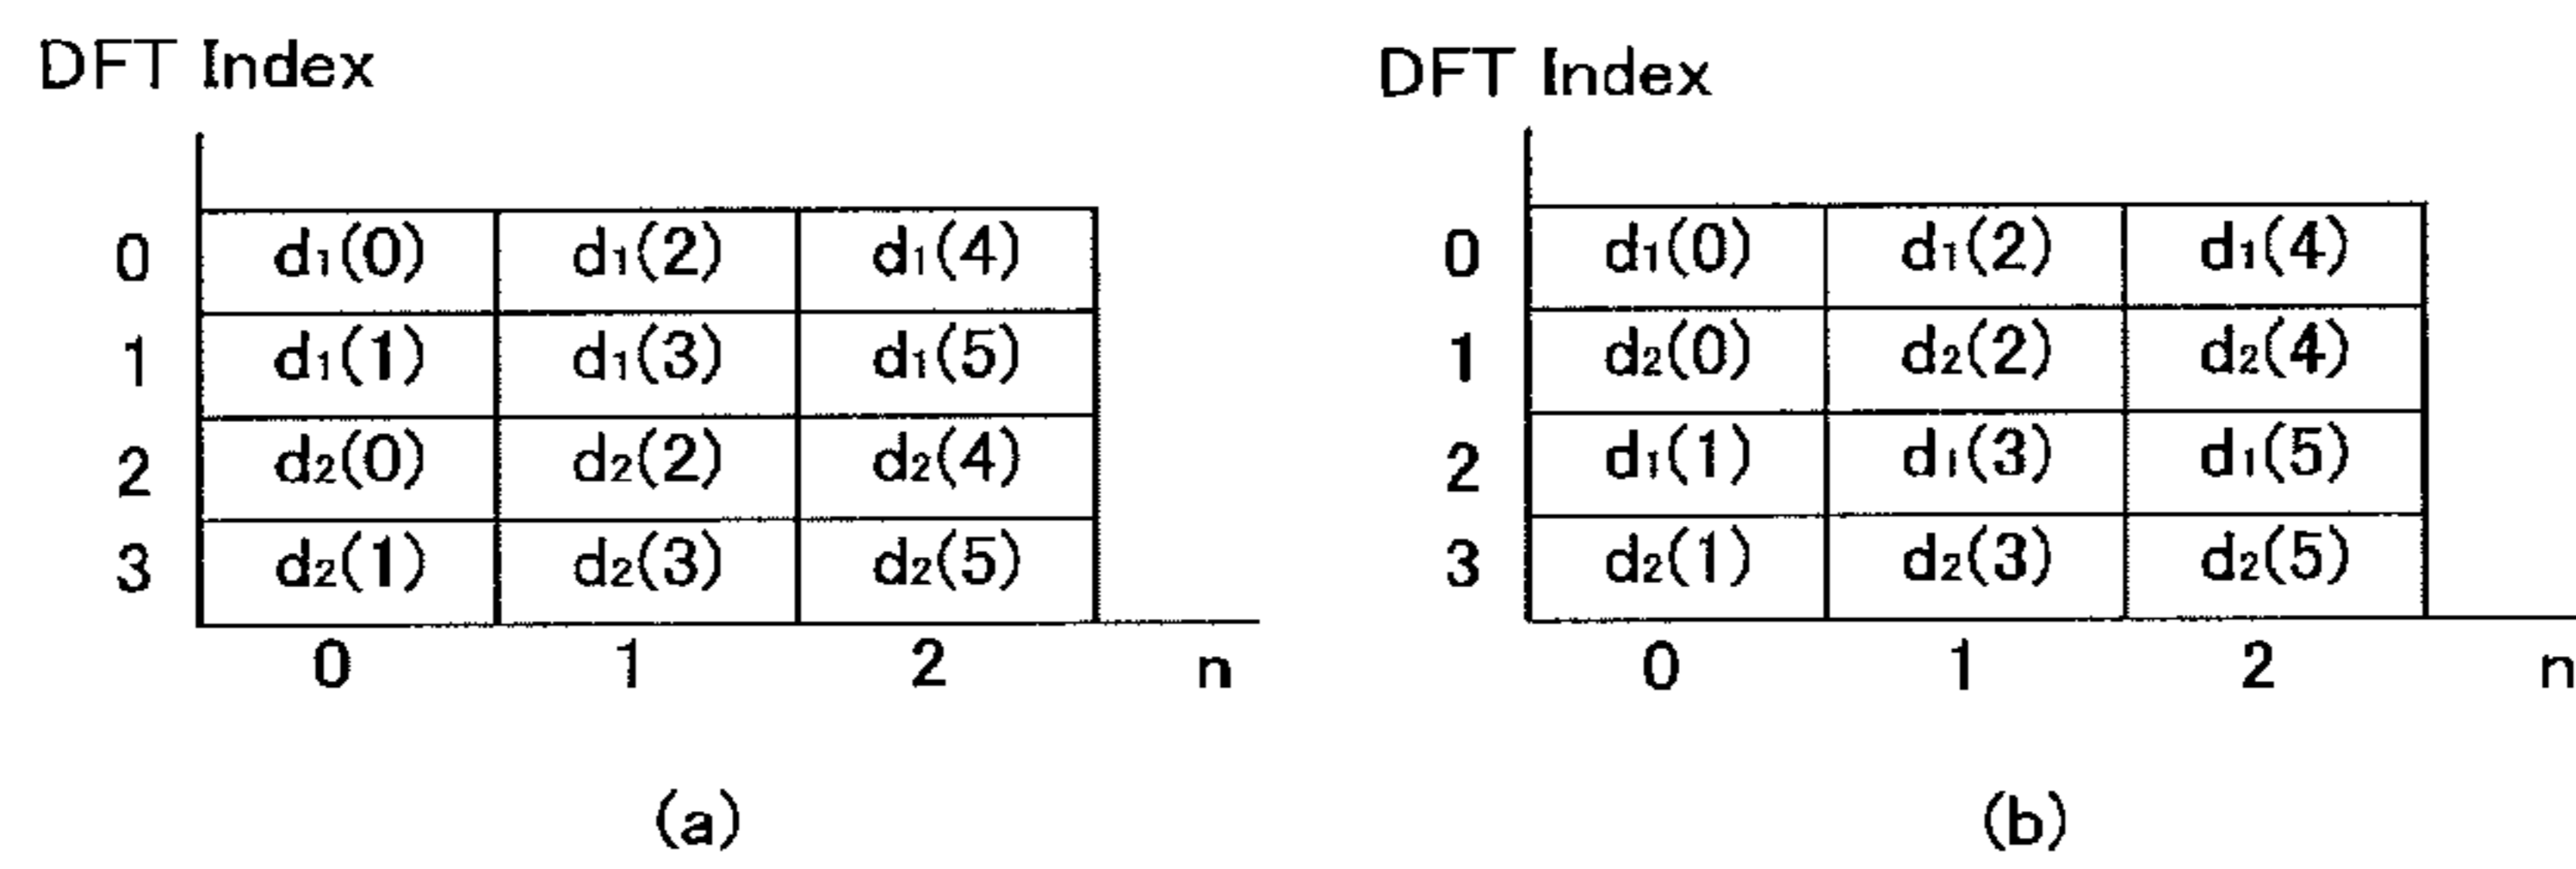 DFT Index
0 d₁(0) d₁(2) d₁(4)
1 d₁(1) d₁(3) d₁(5)
2 d₂(0) d₂(2) d₂(4)
3 d₂(1) d₂(3) d₂(5)
0 1 2 n
(a)
DFT Index
0 d₁(0) d₁(2) d₁(4)
1 d₂(0) d₂(2) d₂(4)
2 d₁(1) d₁(3) d₁(5)
3 d₂(1) d₂(3) d₂(5)
0 1 2 n
(b)